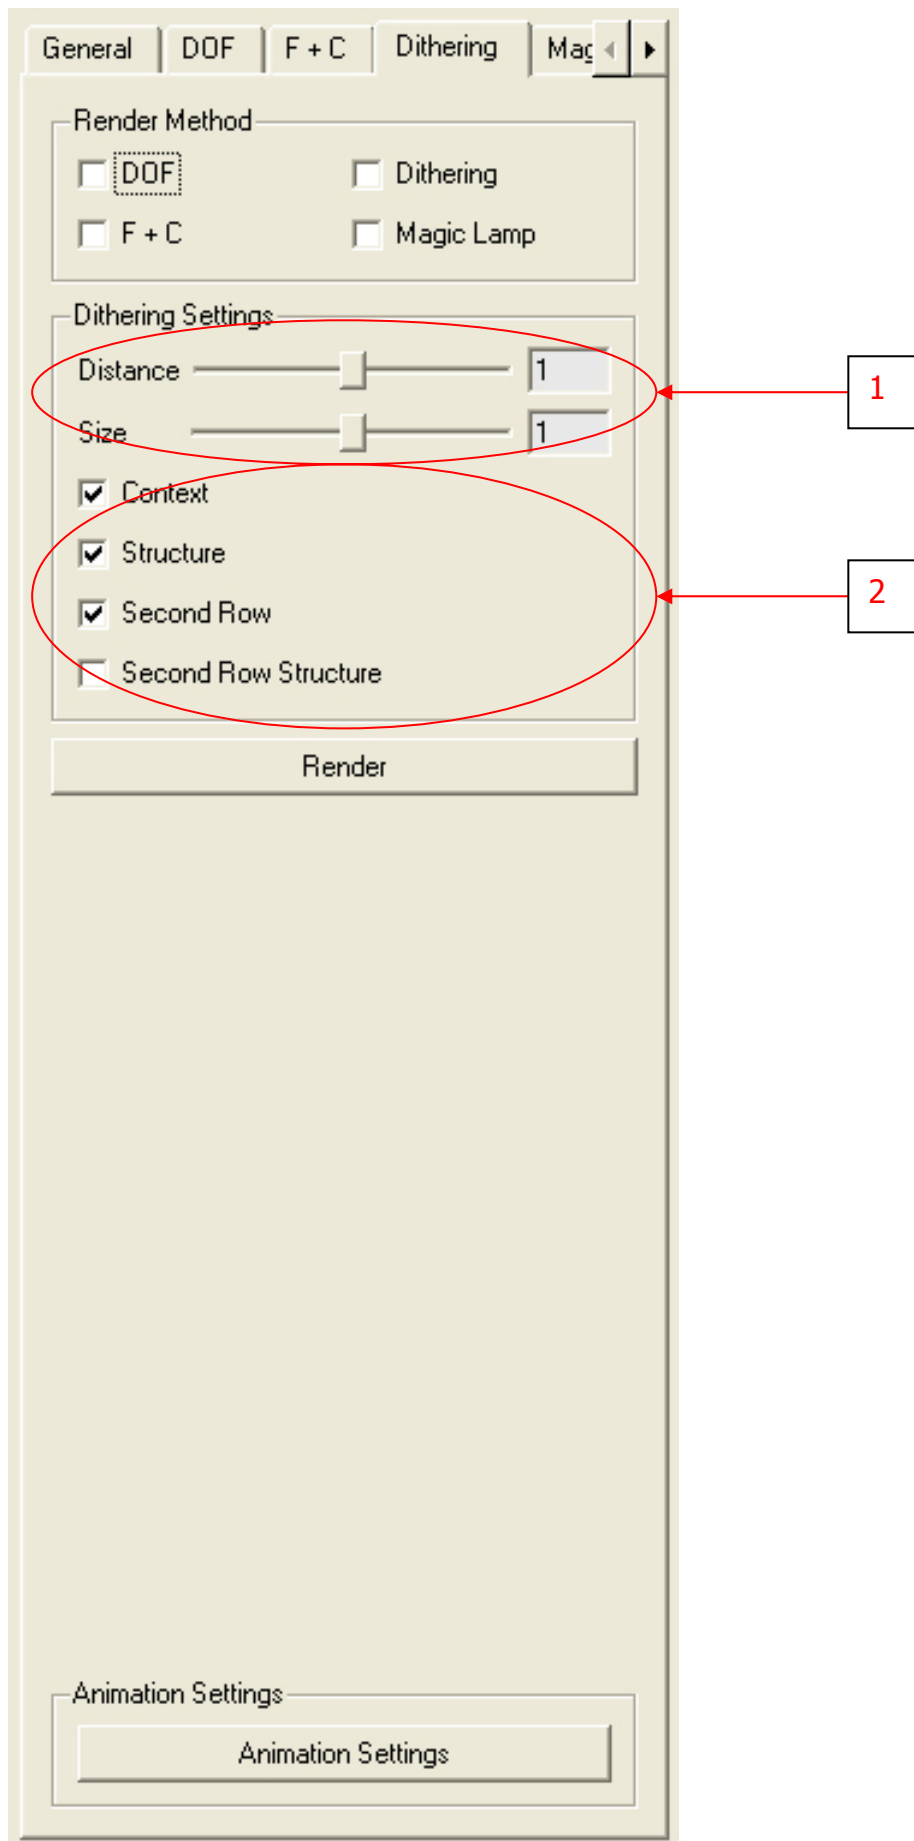 General DOF F + C Dithering Mag
Render Method
DOF Dithering
F + C Magic Lamp
Dithering Settings
Distance 1
1
Size 1
Context
Structure
2
Second Row
Second Row Structure
Render
Animation Settings
Animation Settings